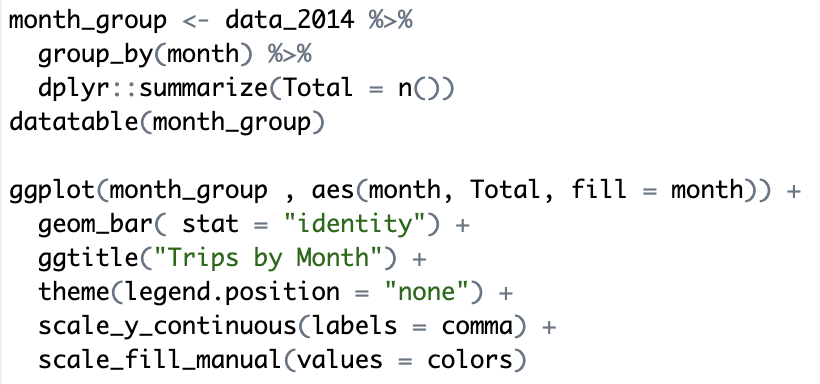 month_group <- data_2014 %>%
  group_by(month) %>%
  dplyr::summarize(Total = n())
datatable(month_group)

ggplot(month_group , aes(month, Total, fill = month)) +
  geom_bar( stat = "identity") +
  ggtitle("Trips by Month") +
  theme(legend.position = "none") +
  scale_y_continuous(labels = comma) +
  scale_fill_manual(values = colors)